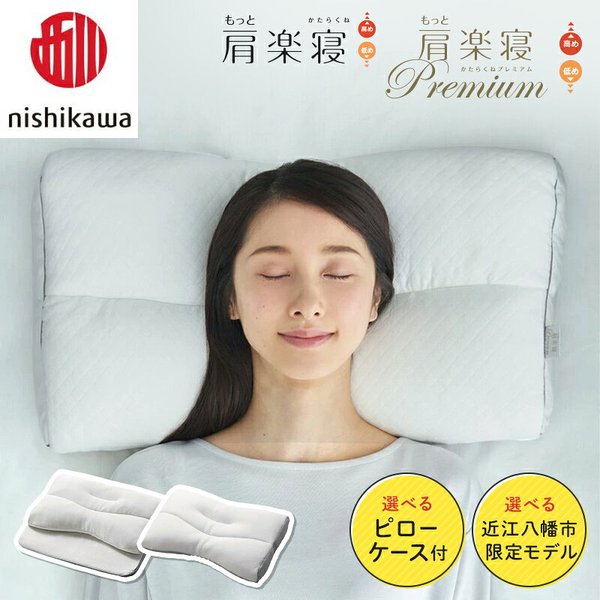 nishikawa
もっと
かたらくね
肩楽寝
高め
低め
もっと
肩楽寝
かたらくねプレミアム
Premium
高め
低め
選べる
ピロー
ケース付
選べる
近江八幡市
限定モデル